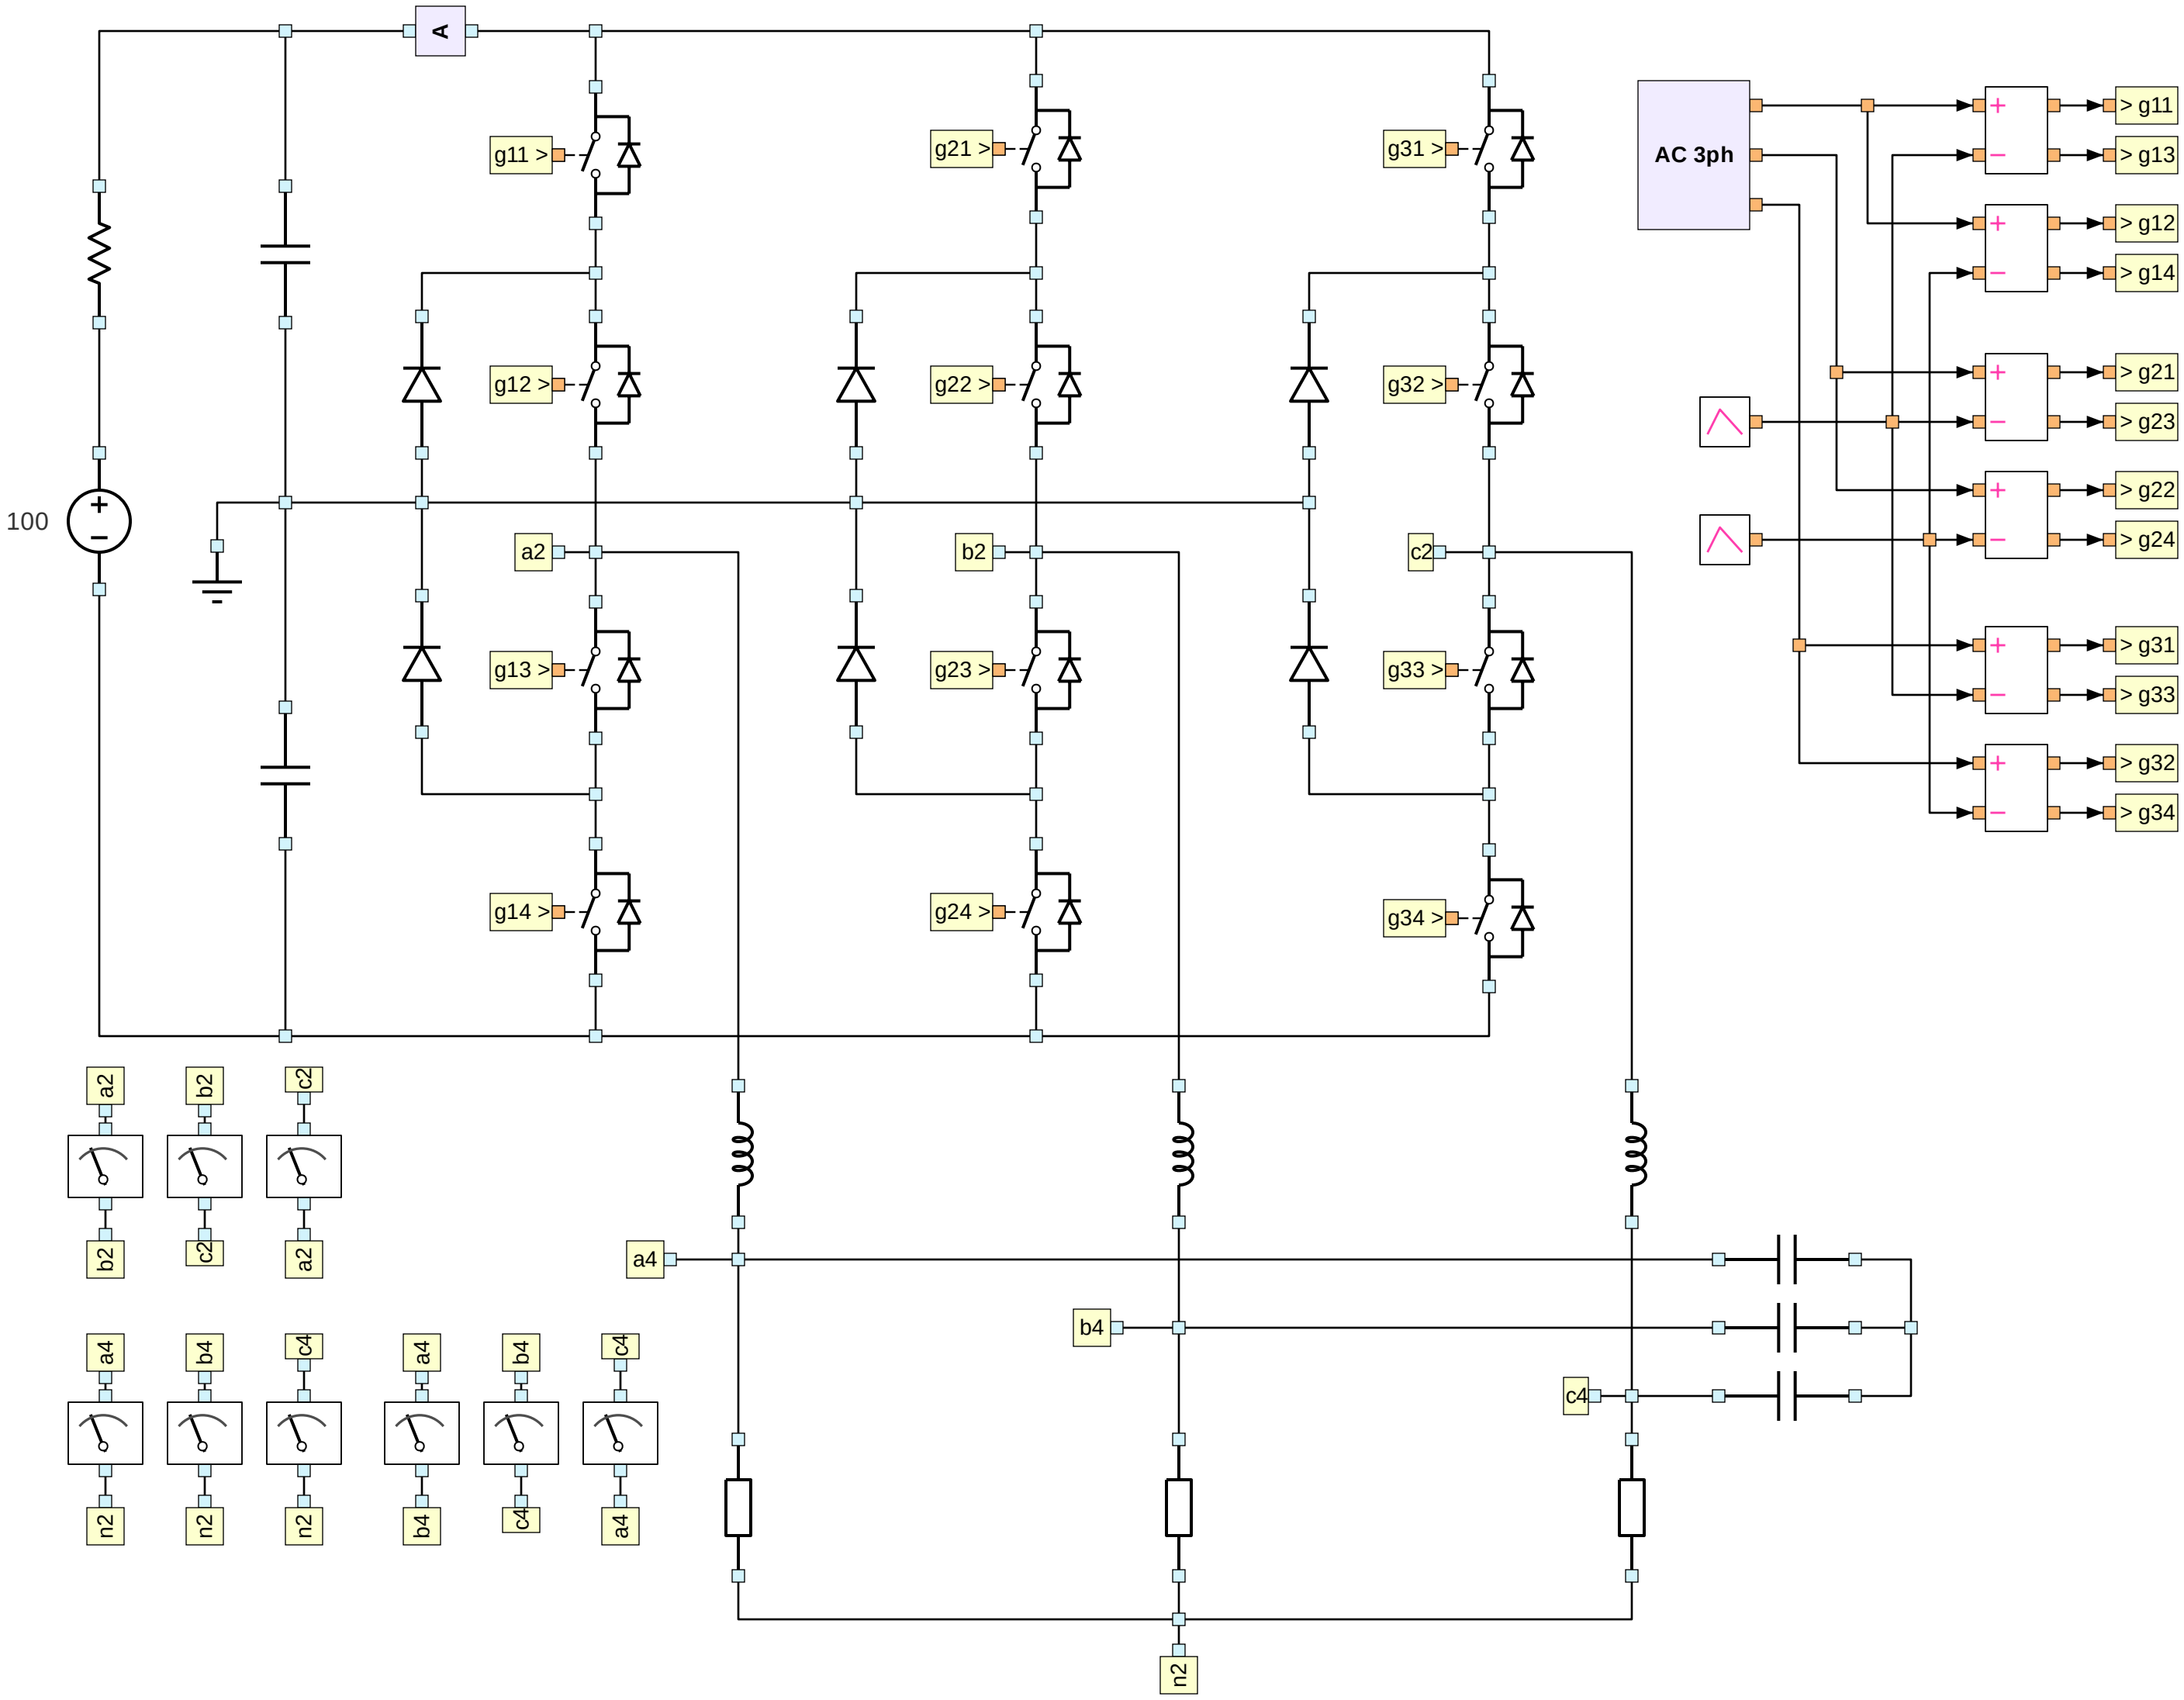 A
g11 >
g21 >
g31 >
AC 3ph
+
> g11
−
> g13
+
> g12
−
> g14
g12 >
g22 >
g32 >
+
> g21
−
> g23
+
> g22
−
> g24
100
+
−
a2
b2
c2
g13 >
g23 >
g33 >
+
> g31
−
> g33
+
> g32
−
> g34
g14 >
g24 >
g34 >
a2
b2
c2
b2
c2
a2
a4
b4
c4
a4
b4
c4
a4
b4
c4
n2
n2
n2
b4
c4
a4
n2